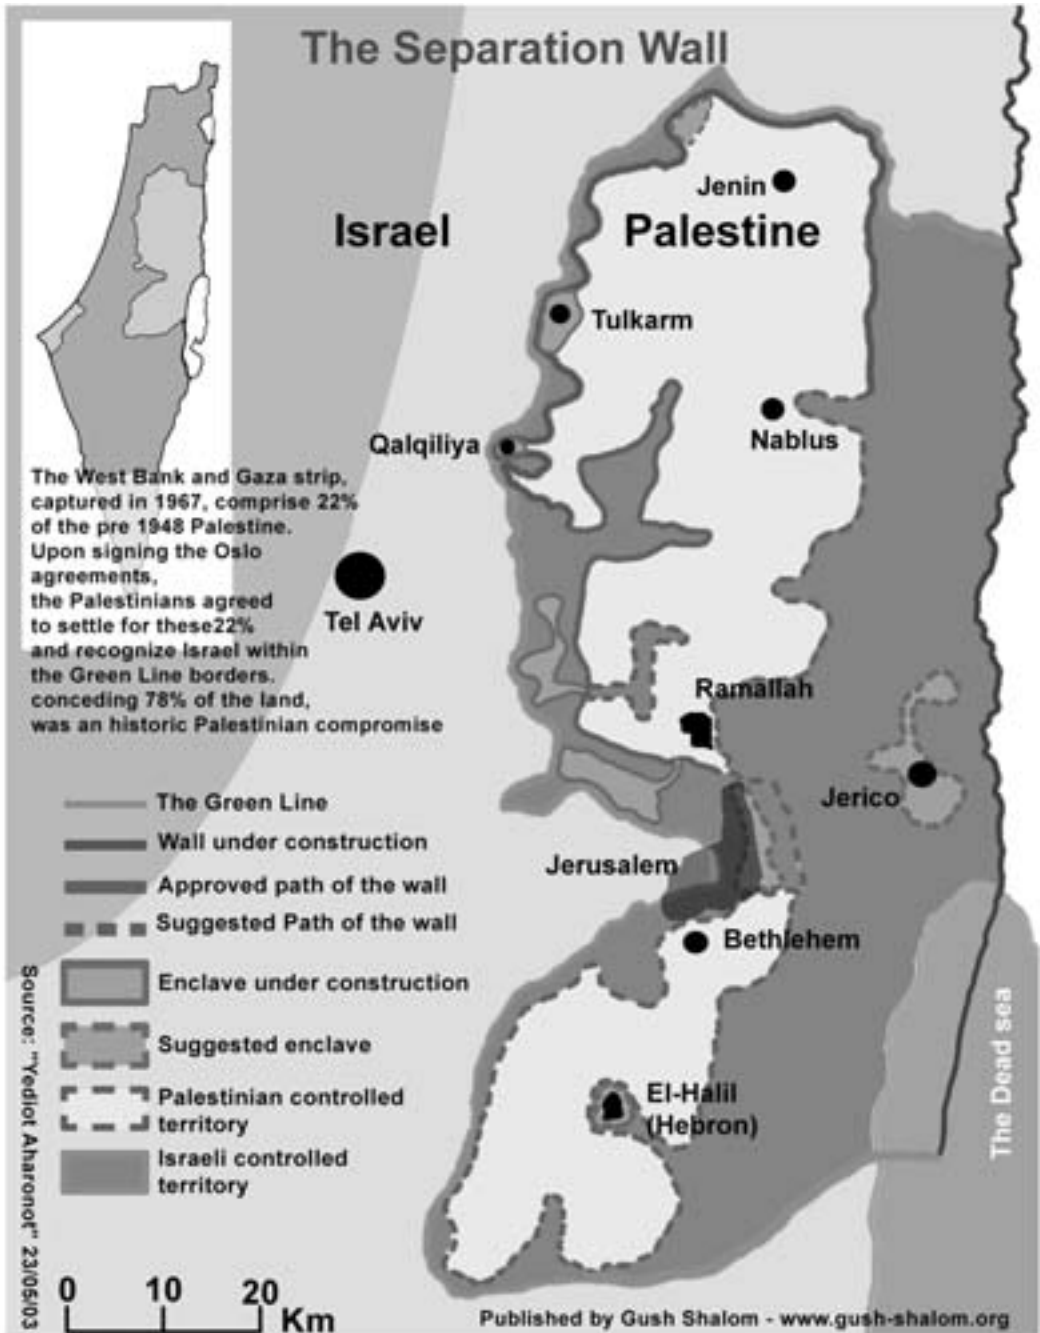 The Separation Wall
Israel
Palestine
Jenin
Tulkarm
Qalqiliya
Nablus
The West Bank and Gaza strip,
captured in 1967, comprise 22%
of the pre 1948 Palestine.
Upon signing the Oslo
agreements,
the Palestinians agreed
to settle for these22%
and recognize Israel within
the Green Line borders.
conceding 78% of the land,
was an historic Palestinian compromise
Tel Aviv
Ramallah
Jerico
Jerusalem
Bethlehem
El-Halil
(Hebron)
The Dead sea
The Green Line
Wall under construction
Approved path of the wall
Suggested Path of the wall
Enclave under construction
Suggested enclave
Palestinian controlled
territory
Israeli controlled
territory
Source: "Yediot Aharonot" 23/05/03
0 10 20
Km
Published by Gush Shalom - www.gush-shalom.org